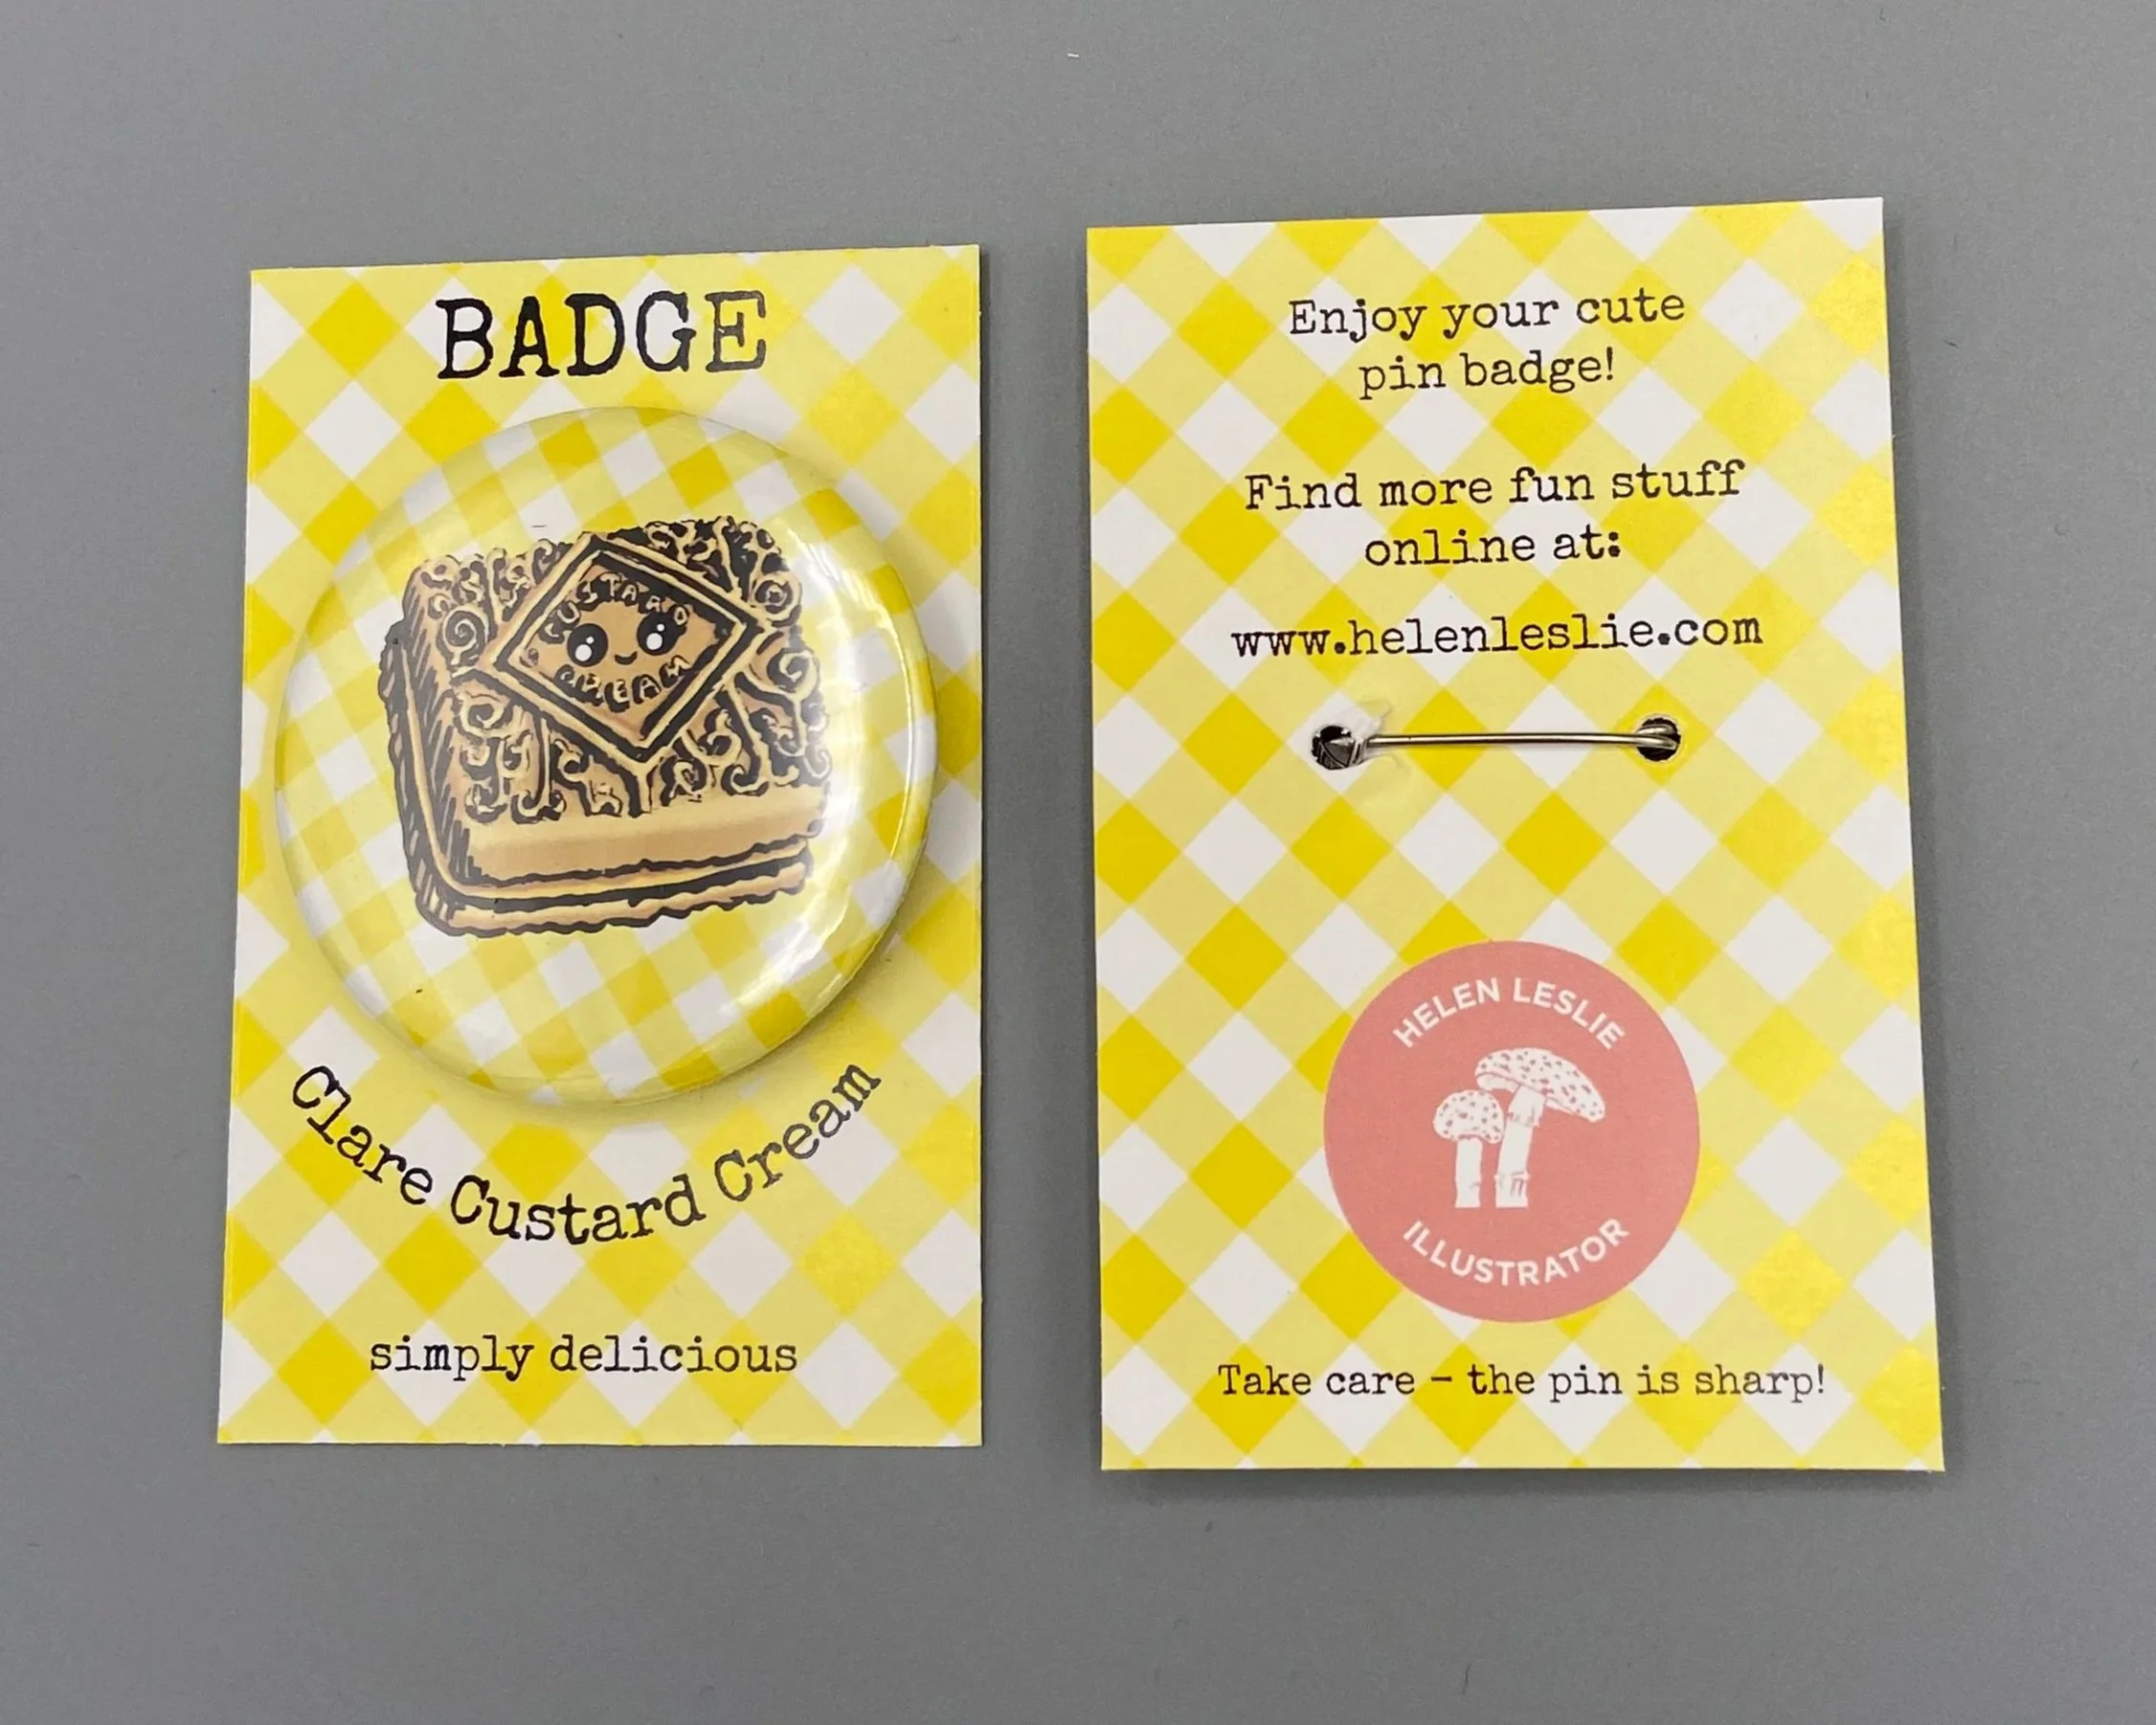 BADGE
CUSTARD
CREAM
Clare Custard Cream
simply delicious
Enjoy your cute
pin badge!
Find more fun stuff
online at:
www.helenleslie.com
HELEN LESLIE
ILLUSTRATOR
Take care - the pin is sharp!